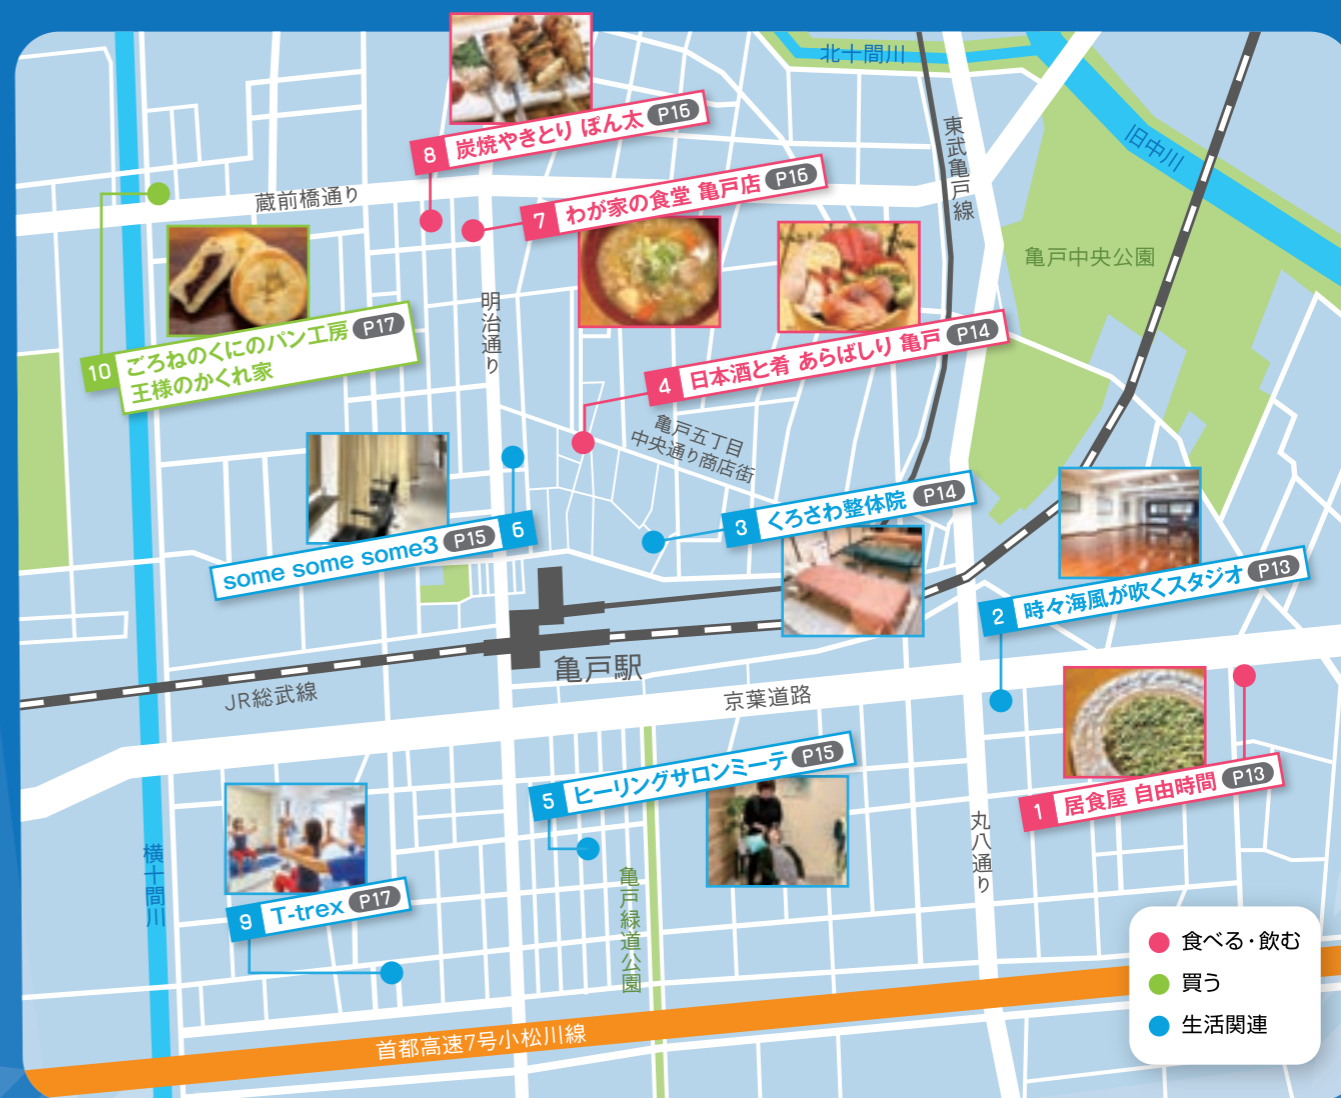 北十間川
8 炭焼やきとり ぽん太 P16
東武亀戸線
旧中川
蔵前橋通り
7 わが家の食堂 亀戸店 P16
亀戸中央公園
明治通り
10 ごろねのくにのパン工房 P17
王様のかくれ家
4 日本酒と肴 あらばしり 亀戸 P14
亀戸五丁目
中央通り商店街
3 くろさわ整体院 P14
some some some3 P15 6
2 時々海風が吹くスタジオ P13
亀戸駅
JR総武線
京葉道路
5 ヒーリングサロンミーテ P15
1 居食屋 自由時間 P13
丸八通り
横十間川
亀戸緑道公園
9 T-trex P17
首都高速7号小松川線
食べる・飲む
買う
生活関連